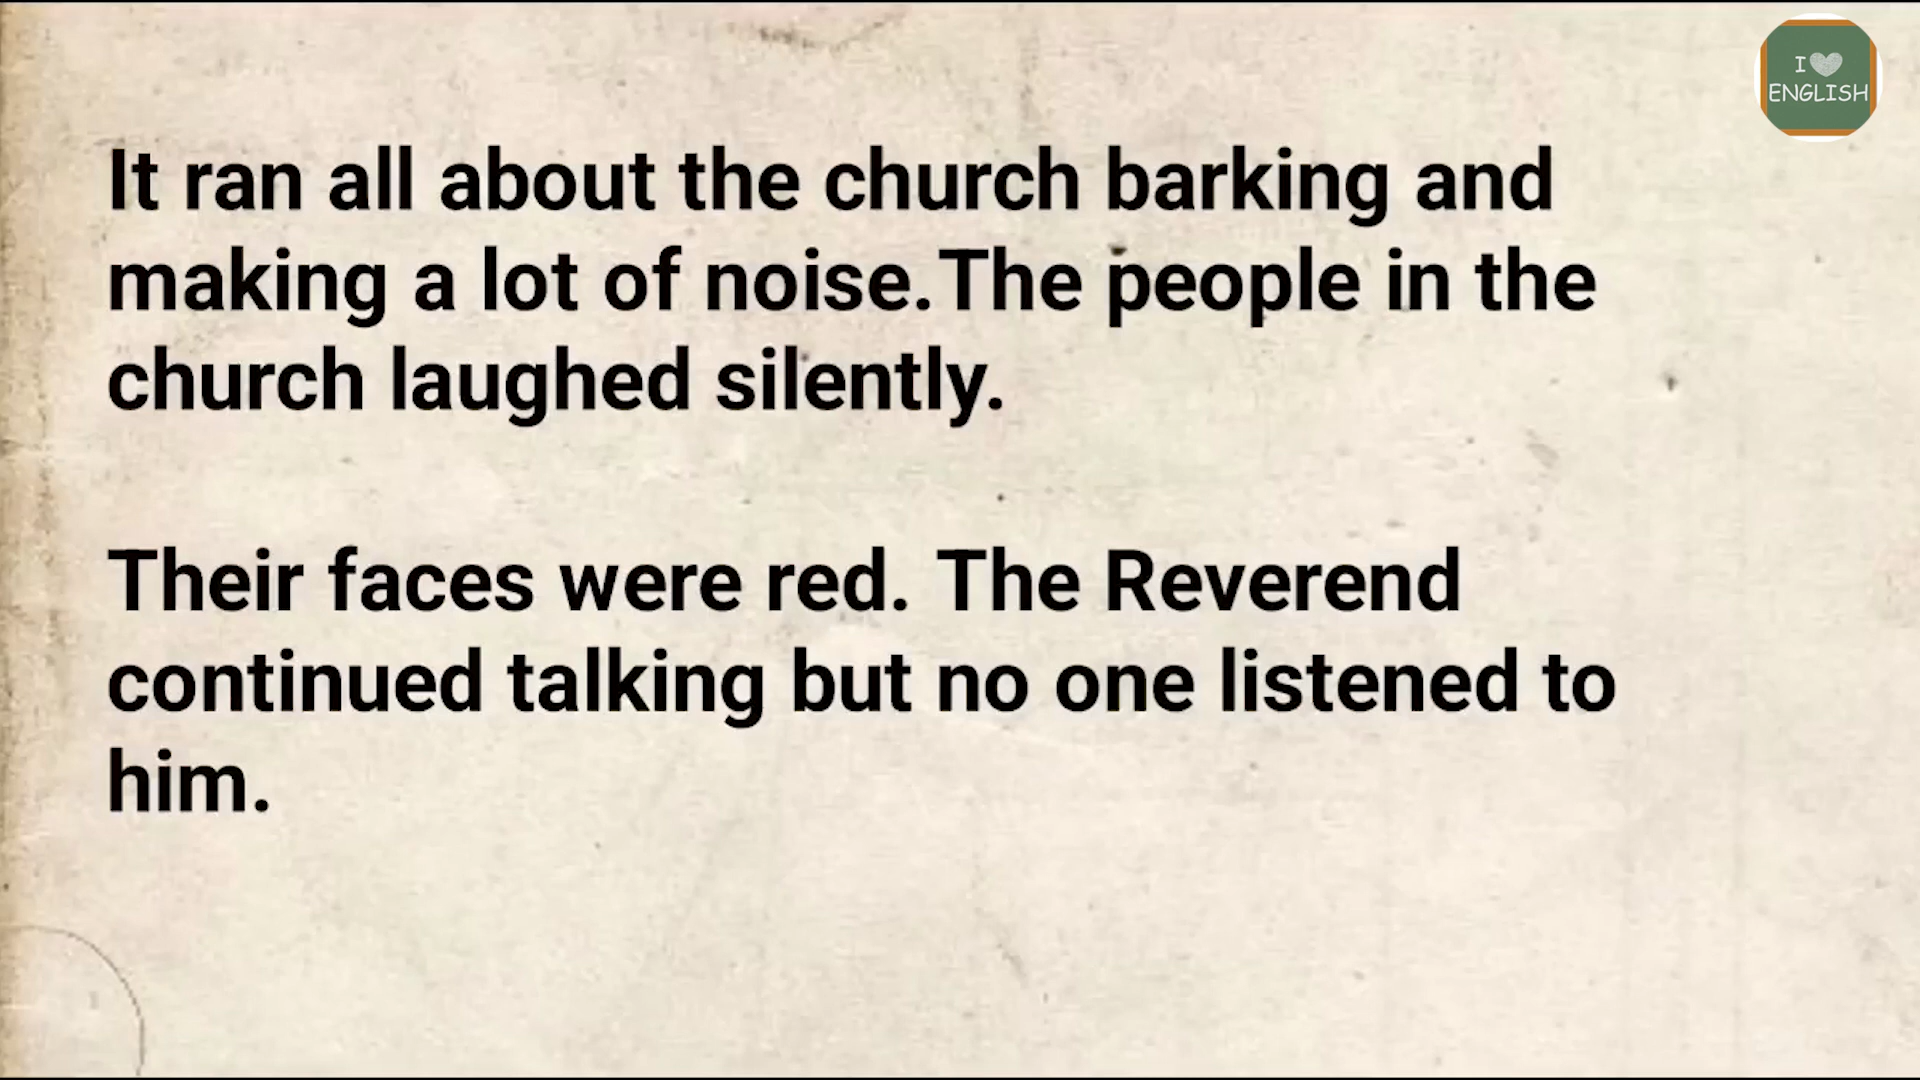 I ❤ ENGLISH
It ran all about the church barking and
making a lot of noise.The people in the
church laughed silently.
Their faces were red. The Reverend
continued talking but no one listened to
him.